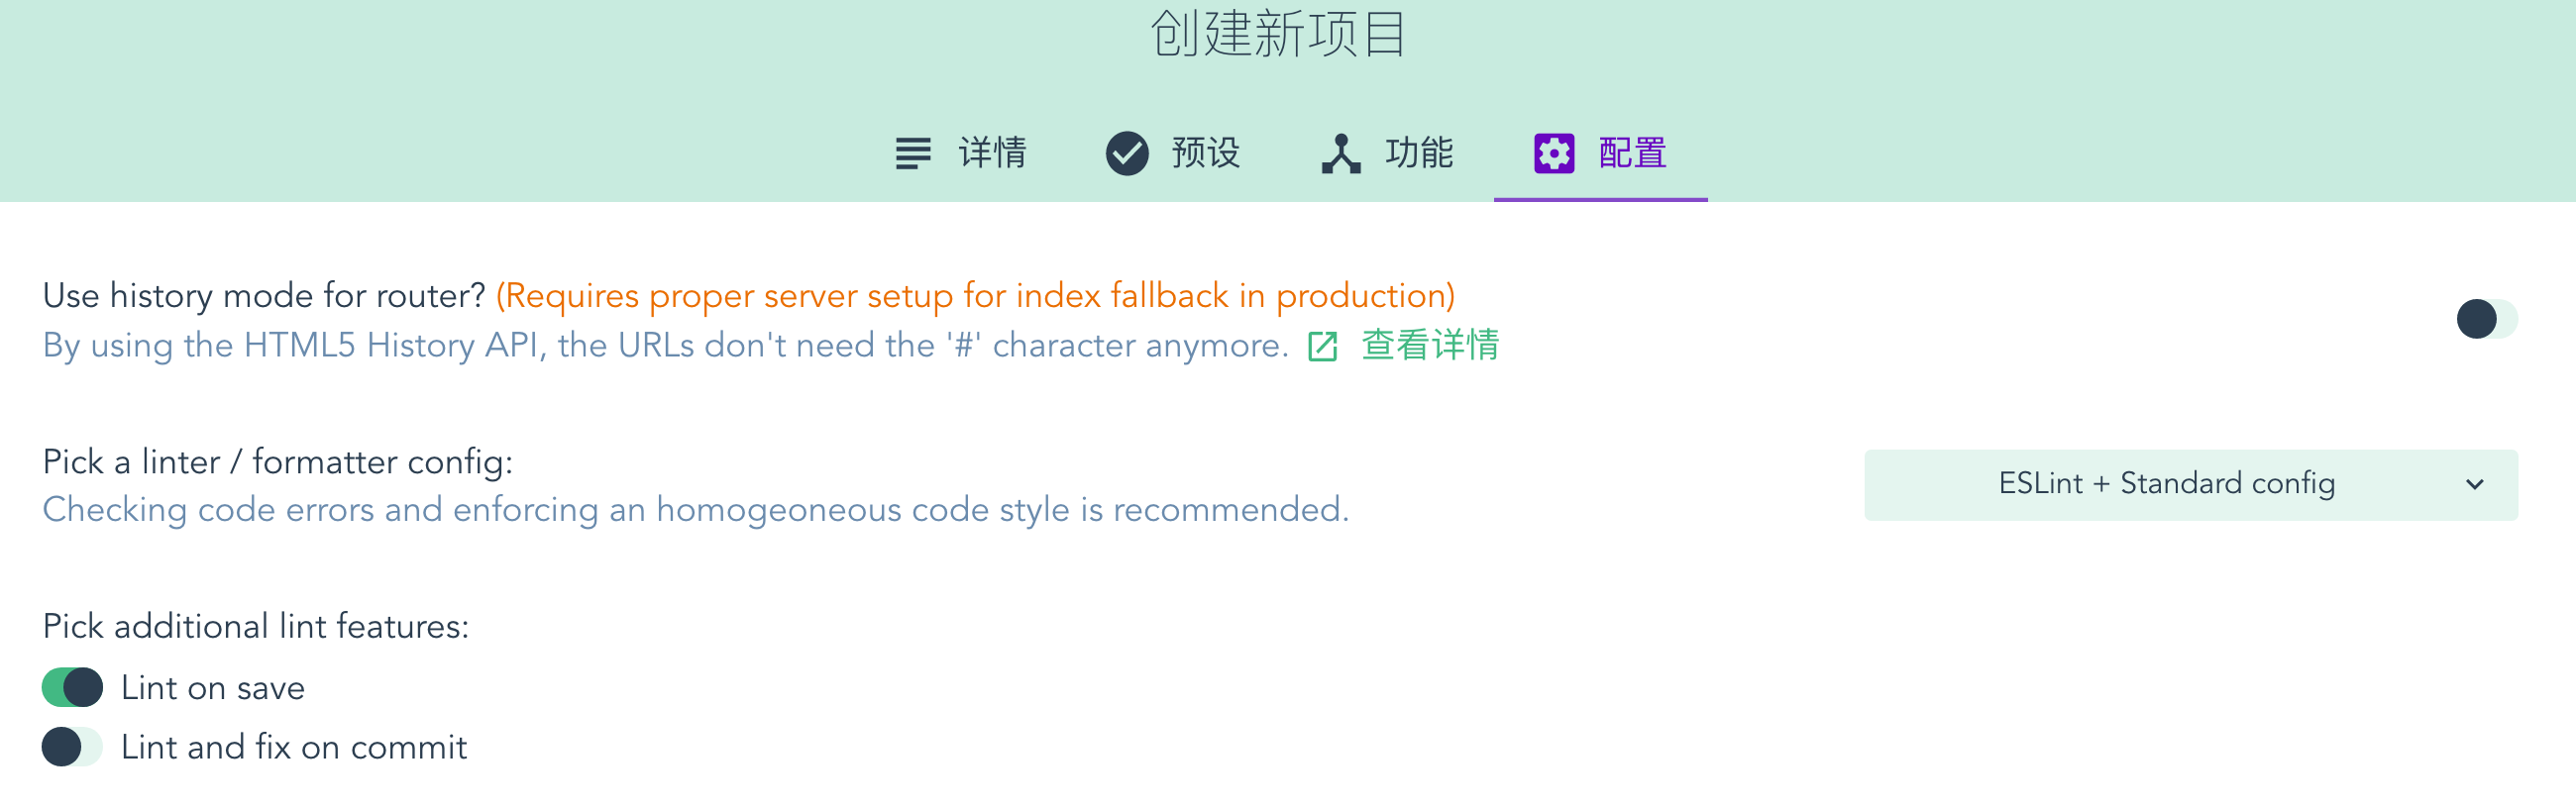 创建新项目
详情 预设 功能 配置
Use history mode for router? (Requires proper server setup for index fallback in production)
By using the HTML5 History API, the URLs don't need the '#' character anymore. 查看详情
Pick a linter / formatter config:
ESLint + Standard config
Checking code errors and enforcing an homogeoneous code style is recommended.
Pick additional lint features:
Lint on save
Lint and fix on commit